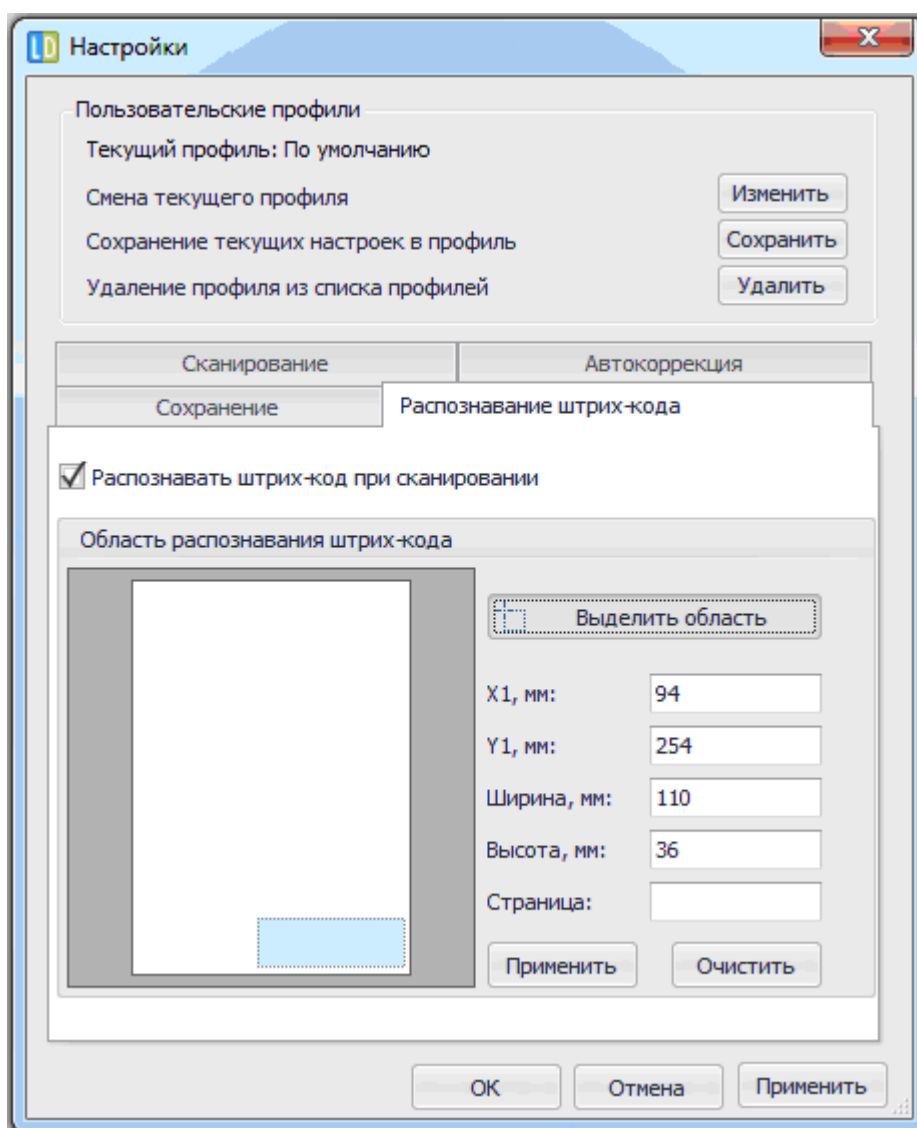 LD Настройки
Пользовательские профили
Текущий профиль: По умолчанию
Смена текущего профиля Изменить
Сохранение текущих настроек в профиль Сохранить
Удаление профиля из списка профилей Удалить
Сканирование Автокоррекция
Сохранение Распознавание штрих-кода
Распознавать штрих-код при сканировании
Область распознавания штрих-кода
Выделить область
X1, мм: 94
Y1, мм: 254
Ширина, мм: 110
Высота, мм: 36
Страница:
Применить Очистить
ОК Отмена Применить